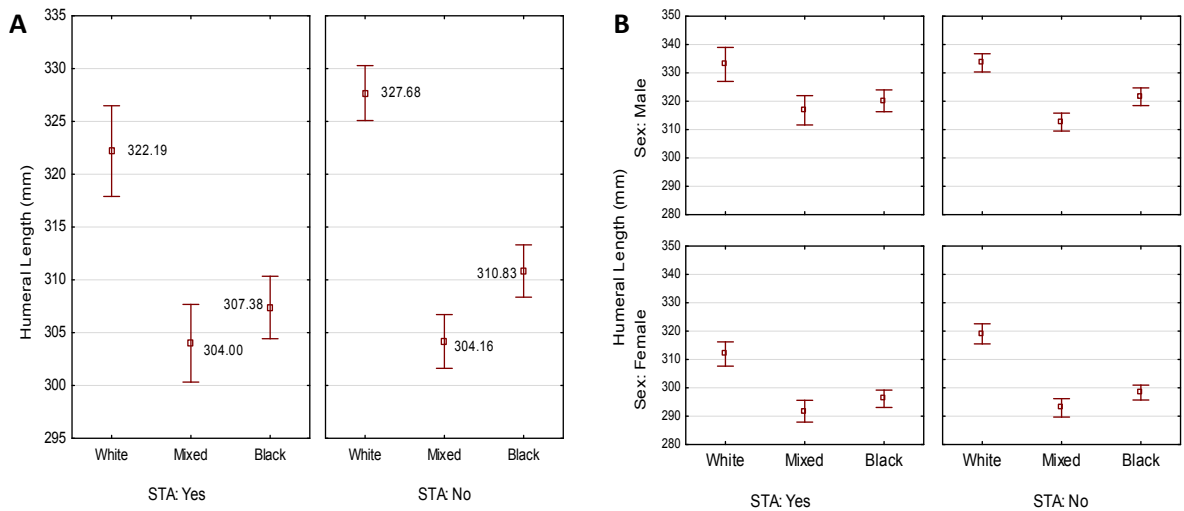 A
Humeral Length (mm)
335
330
325
320
315
310
305
300
295
322.19
304.00
307.38
327.68
304.16
310.83
White Mixed Black
White Mixed Black
STA: Yes
STA: No
B
Humeral Length (mm)
Sex: Male
350
340
330
320
310
300
290
280
Sex: Female
350
340
330
320
310
300
290
280
White Mixed Black
White Mixed Black
STA: Yes
STA: No